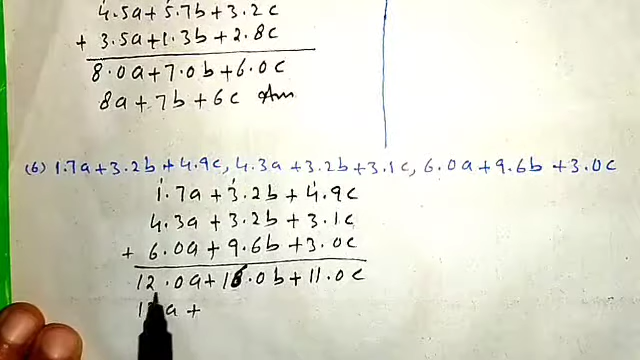 4.5a+5.7b+3.2c
+ 3.5a+1.3b+2.8c
8.0a+7.0b+6.0c
8a+7b+6c Ans
(6) 1.7a+3.2b+4.9c, 4.3a+3.2b+3.1c, 6.0a+9.6b+3.0c
1.7a+3.2b+4.9c
4.3a+3.2b+3.1c
+ 6.0a+9.6b+3.0c
12.0a+16.0b+11.0c
a +